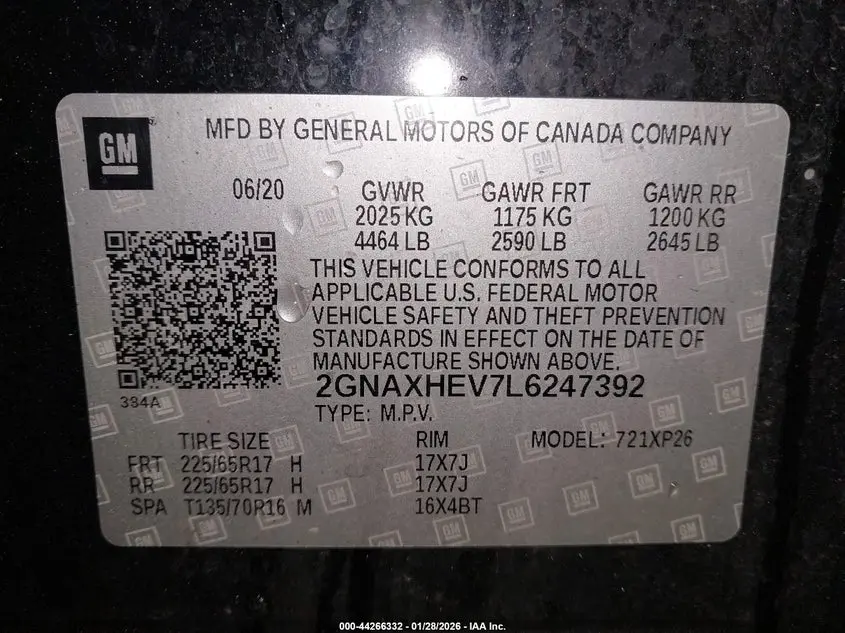 GM
MFD BY GENERAL MOTORS OF CANADA COMPANY
06/20 GVWR GAWR FRT GAWR RR
2025 KG 1175 KG 1200 KG
4464 LB 2590 LB 2645 LB
THIS VEHICLE CONFORMS TO ALL
APPLICABLE U.S. FEDERAL MOTOR
VEHICLE SAFETY AND THEFT PREVENTION
STANDARDS IN EFFECT ON THE DATE OF
MANUFACTURE SHOWN ABOVE.
384A
2GNAXHEV7L6247392
TYPE: M.P.V.
TIRE SIZE RIM MODEL: 721XP26
FRT 225/65R17 H 17X7J
RR 225/65R17 H 17X7J
SPA T135/70R16 M 16X4BT
000-44266332 - 01/28/2026 - IAA Inc.